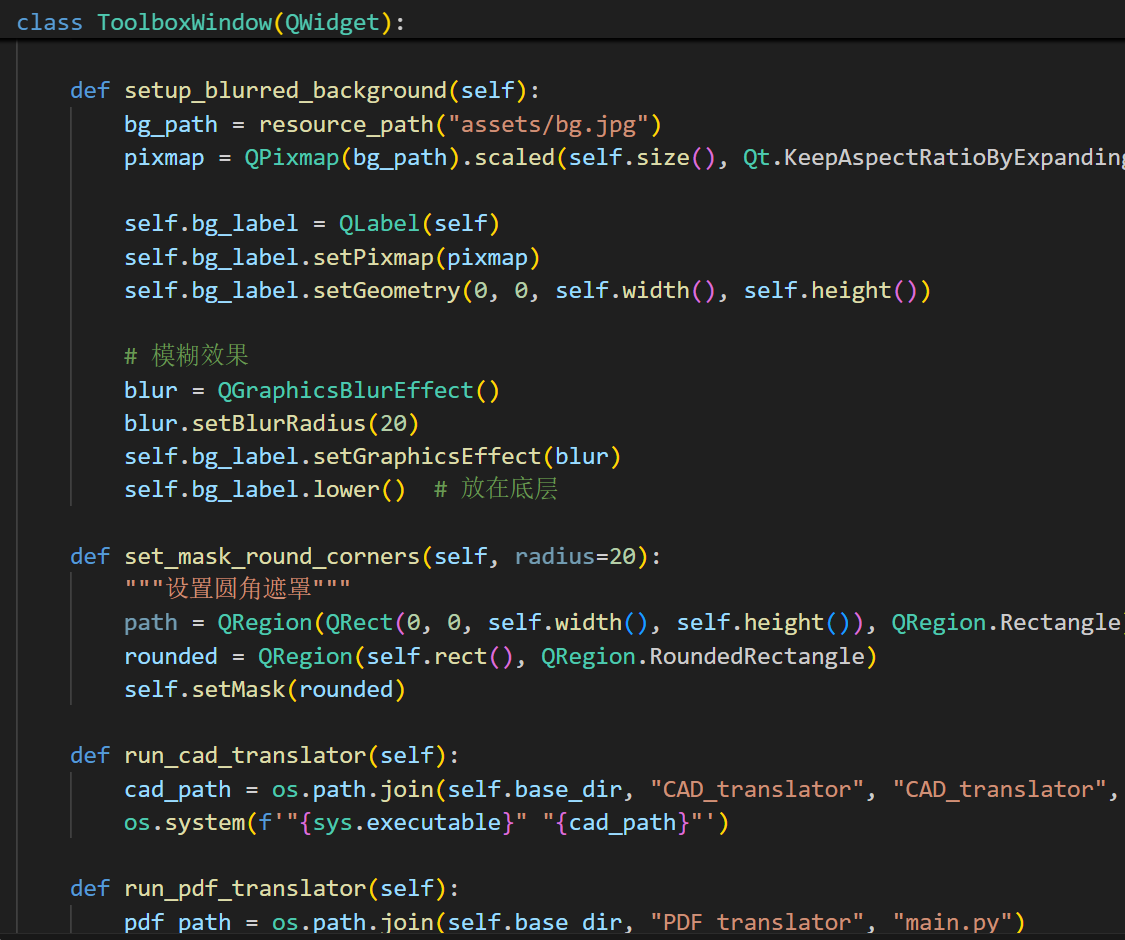 class ToolboxWindow(QWidget):
def setup_blurred_background(self):
bg_path = resource_path("assets/bg.jpg")
pixmap = QPixmap(bg_path).scaled(self.size(), Qt.KeepAspectRatioByExpanding
self.bg_label = QLabel(self)
self.bg_label.setPixmap(pixmap)
self.bg_label.setGeometry(0, 0, self.width(), self.height())
# 模糊效果
blur = QGraphicsBlurEffect()
blur.setBlurRadius(20)
self.bg_label.setGraphicsEffect(blur)
self.bg_label.lower()  # 放在底层
def set_mask_round_corners(self, radius=20):
"""设置圆角遮罩"""
path = QRegion(QRect(0, 0, self.width(), self.height()), QRegion.Rectangle)
rounded = QRegion(self.rect(), QRegion.RoundedRectangle)
self.setMask(rounded)
def run_cad_translator(self):
cad_path = os.path.join(self.base_dir, "CAD_translator", "CAD_translator",
os.system(f'"{sys.executable}" "{cad_path}"')
def run_pdf_translator(self):
pdf_path = os.path.join(self.base_dir, "PDF_translator", "main.py")